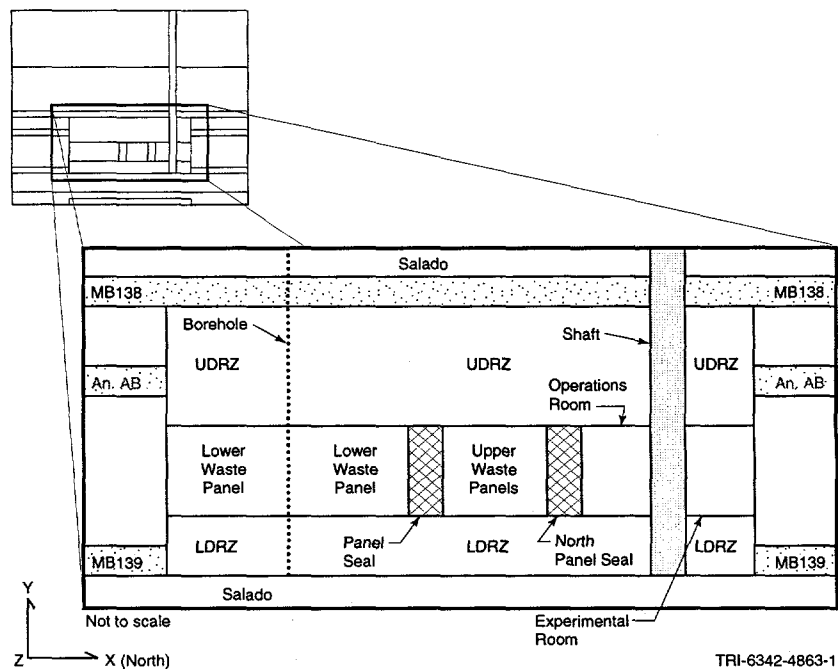 Salado
MB138
MB138
Borehole
Shaft
UDRZ
UDRZ
UDRZ
An. AB
An. AB
Operations
Room
Lower
Waste
Panel
Lower
Waste
Panel
Upper
Waste
Panels
MB139
LDRZ
Panel
Seal
LDRZ
North
Panel Seal
LDRZ
MB139
Salado
Y
Not to scale
Experimental
Room
Z
X (North)
TRI-6342-4863-1